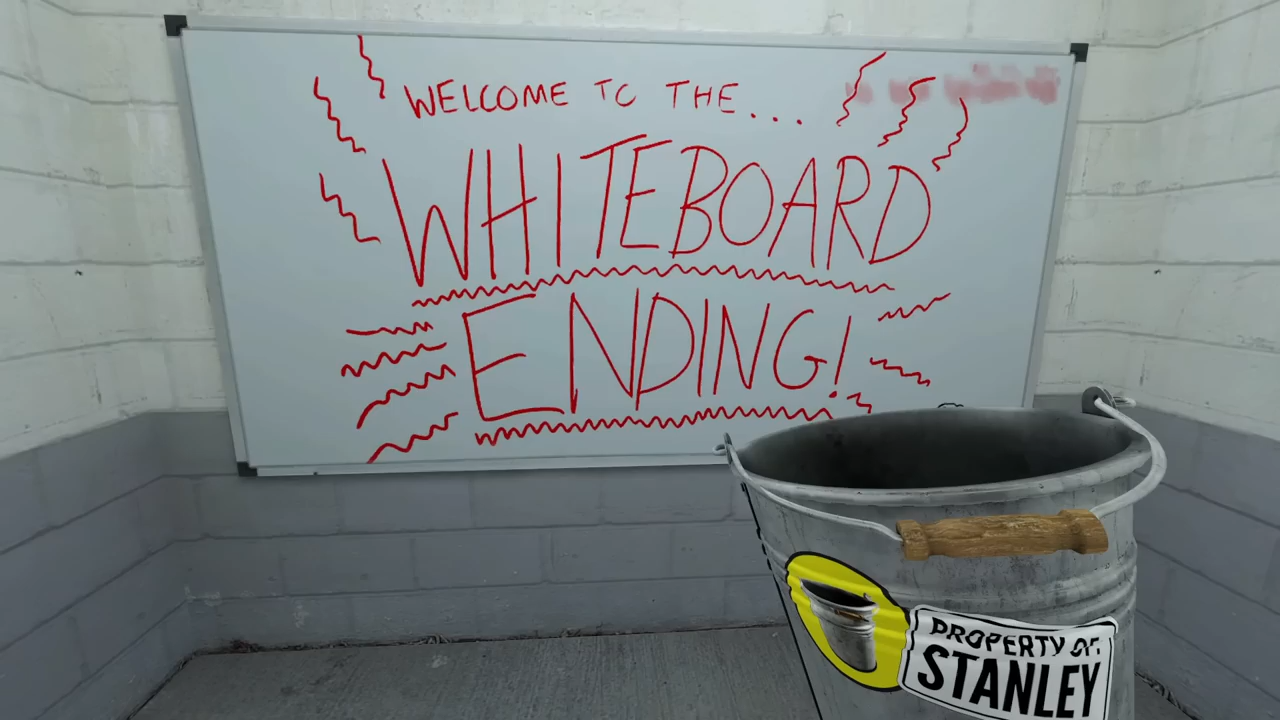 WELCOME TO THE...
WHITEBOARD
ENDING!
PROPERTY OF
STANLEY